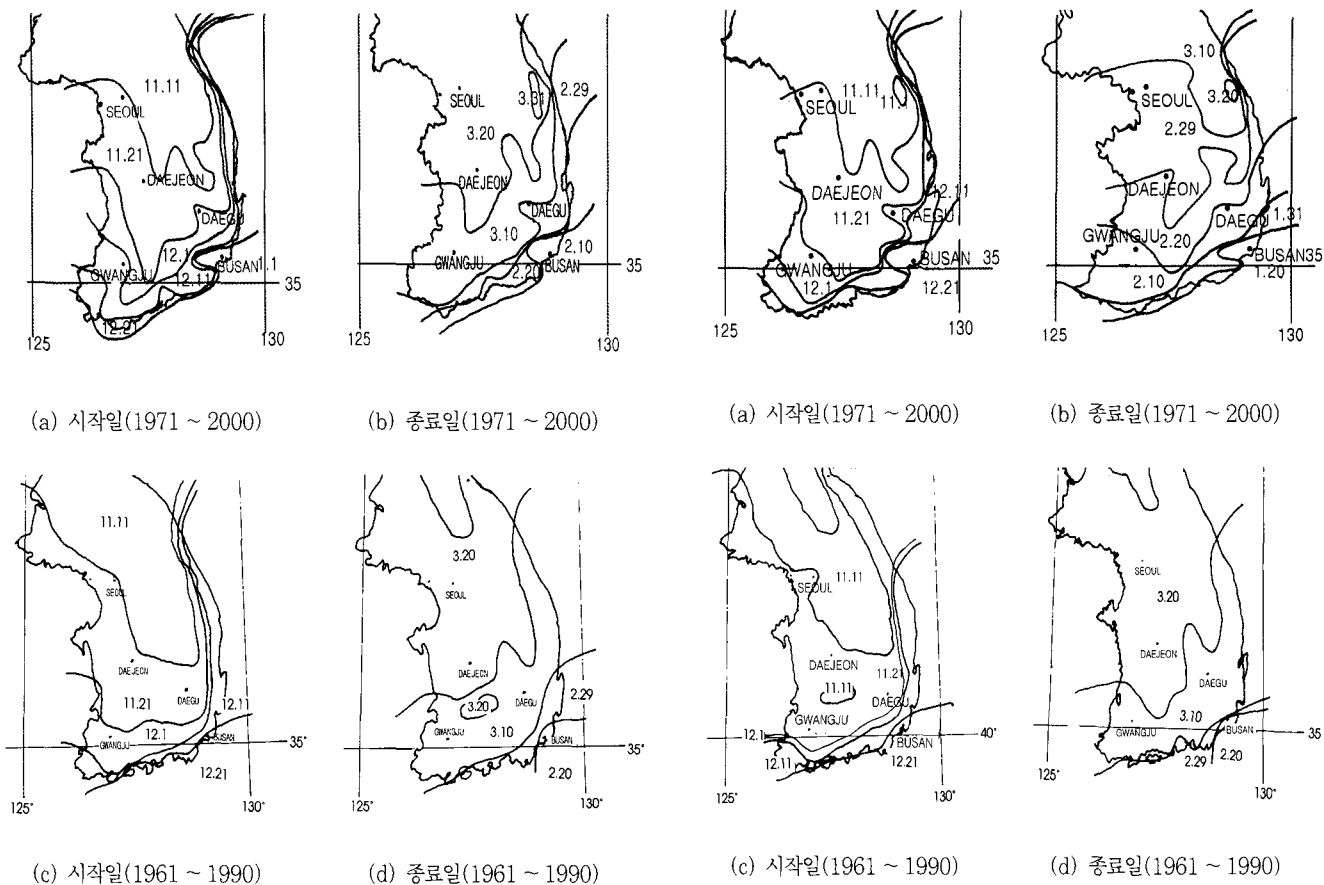 11.11
SEOUL
11.21
DAEJEON
DAEGU
12.1
GWANGJU
12.11
BUSAN
1.1
35
12.21
125
130
(a) 시작일(1971 ~ 2000)
2.29
3.31
SEOUL
3.20
DAEJEON
DAEGU
3.10
2.10
GWANGJU
2.20
BUSAN
35
125
130
(b) 종료일(1971 ~ 2000)
11.11
11.1
SEOUL
DAEJEON
12.11
11.21
DAEGU
GWANGJU
BUSAN
35
12.1
12.21
125
130
(a) 시작일(1971 ~ 2000)
3.10
SEOUL
3.20
2.29
DAEJEON
DAEGU
1.31
GWANGJU
2.20
BUSAN
35
1.20
2.10
125
130
(b) 종료일(1971 ~ 2000)
11.11
SEOUL
DAEJEON
DAEGU
11.21
12.11
12.1
GWANGJU
BUSAN
35°
12.21
125°
130°
(c) 시작일(1961 ~ 1990)
3.20
SEOUL
DAEJEON
3.20
DAEGU
2.29
GWANGJU
3.10
BUSAN
35°
2.20
125°
130°
(d) 종료일(1961 ~ 1990)
11.11
SEOUL
DAEJEON
11.21
11.11
DAEGU
GWANGJU
12.1
BUSAN
40°
12.11
12.21
125°
130°
(c) 시작일(1961 ~ 1990)
SEOUL
3.20
DAEJEON
DAEGU
3.10
GWANGJU
BUSAN
35
2.29
2.20
125°
130°
(d) 종료일(1961 ~ 1990)